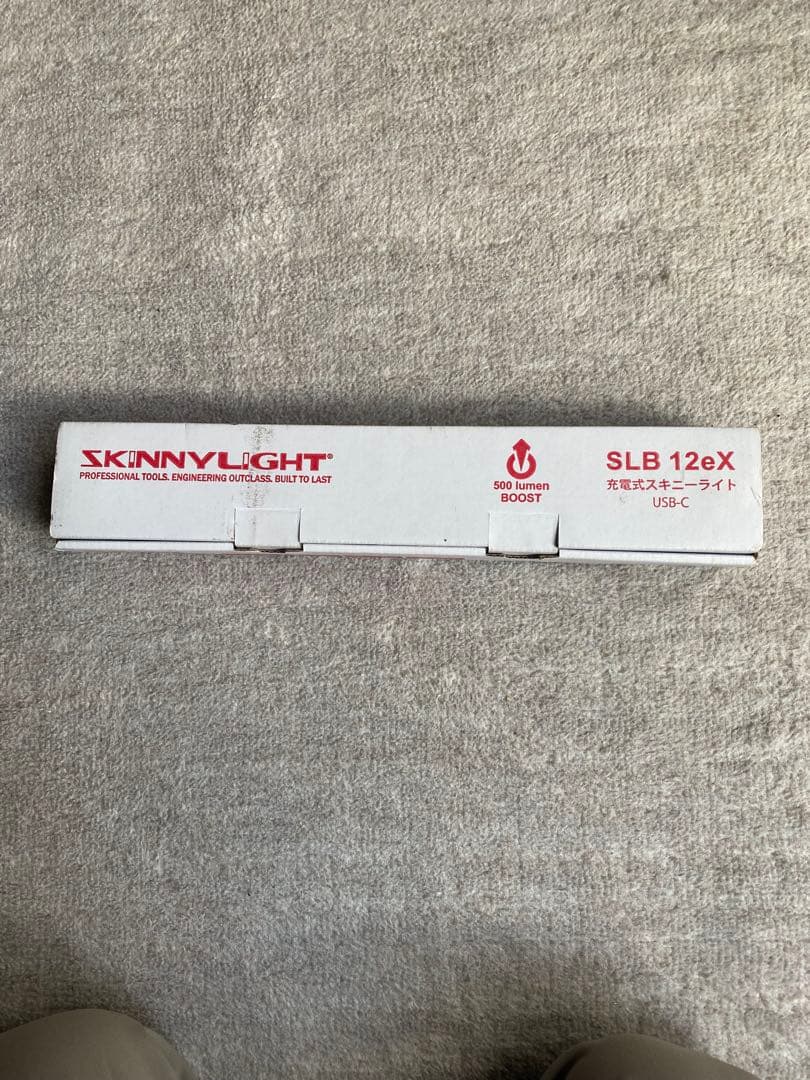 SKINNYLIGHT®
PROFESSIONAL TOOLS. ENGINEERING OUTCLASS. BUILT TO LAST
500 lumen
BOOST
SLB 12eX
充電式スキニーライト
USB-C